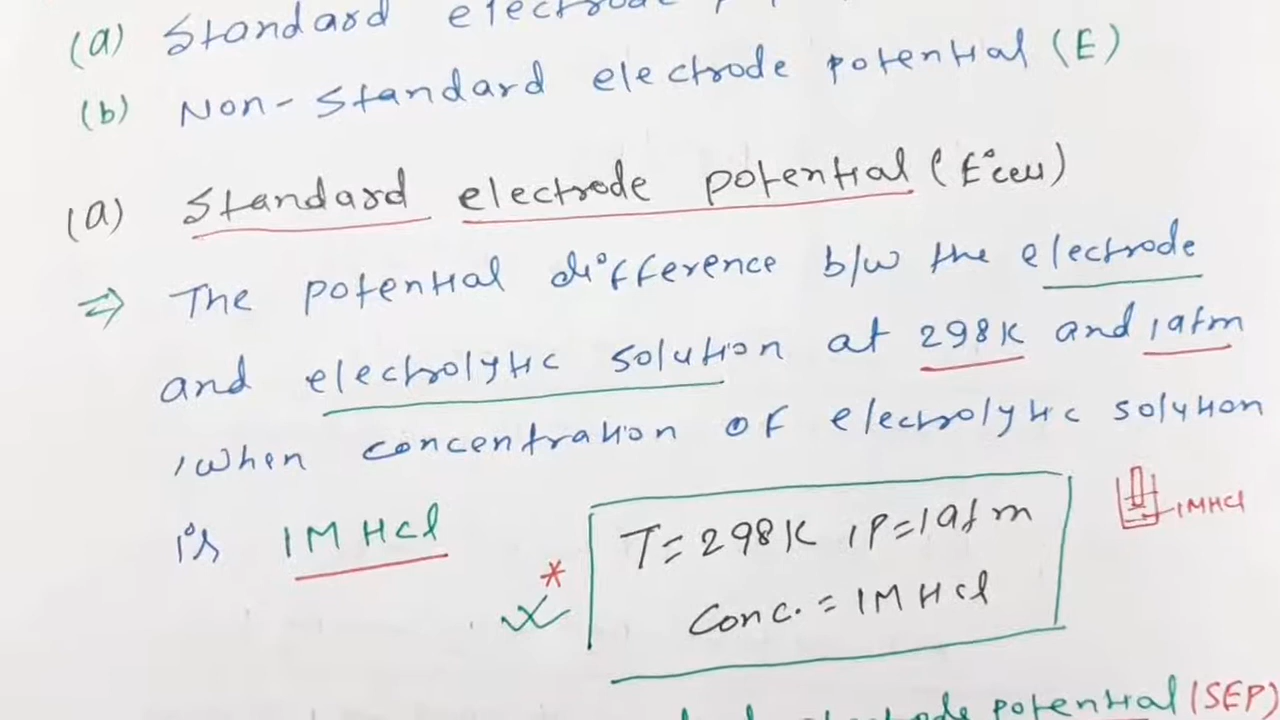 (a) Standard
(b) Non-Standard electrode potential (E)
(a) Standard electrode potential (E°cell)
⇒ The potential difference b/w the electrode
and electrolytic solution at 298K and 1atm
, when concentration of electrolytic solution
is 1M HCl
T=298K , P=1atm
Conc. = 1M HCl
1MHCl
electrode potential (SEP)